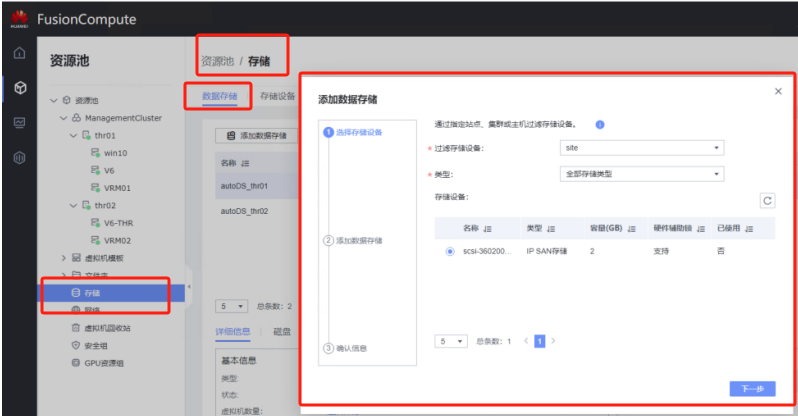 HUAWEI
FusionCompute
资源池
资源池
ManagementCluster
thr01
win10
V6
VRM01
thr02
V6-THR
VRM02
虚拟机模板
文件夹
存储
网络
虚拟机回收站
安全组
GPU资源组
资源池 / 存储
数据存储 存储设备
添加数据存储
名称
autoDS_thr01
autoDS_thr02
5 总条数: 2
详细信息 磁盘
基本信息
类型:
状态:
虚拟机数量:
添加数据存储
1 选择存储设备
2 添加数据存储
3 确认信息
通过指定站点、集群或主机过滤存储设备。
* 过滤存储设备: site
* 类型: 全部存储类型
存储设备:
名称 类型 容量(GB) 硬件辅助锁 已使用
scsi-360200... IP SAN存储 2 支持 否
5 总条数: 1 < 1 >
下一步